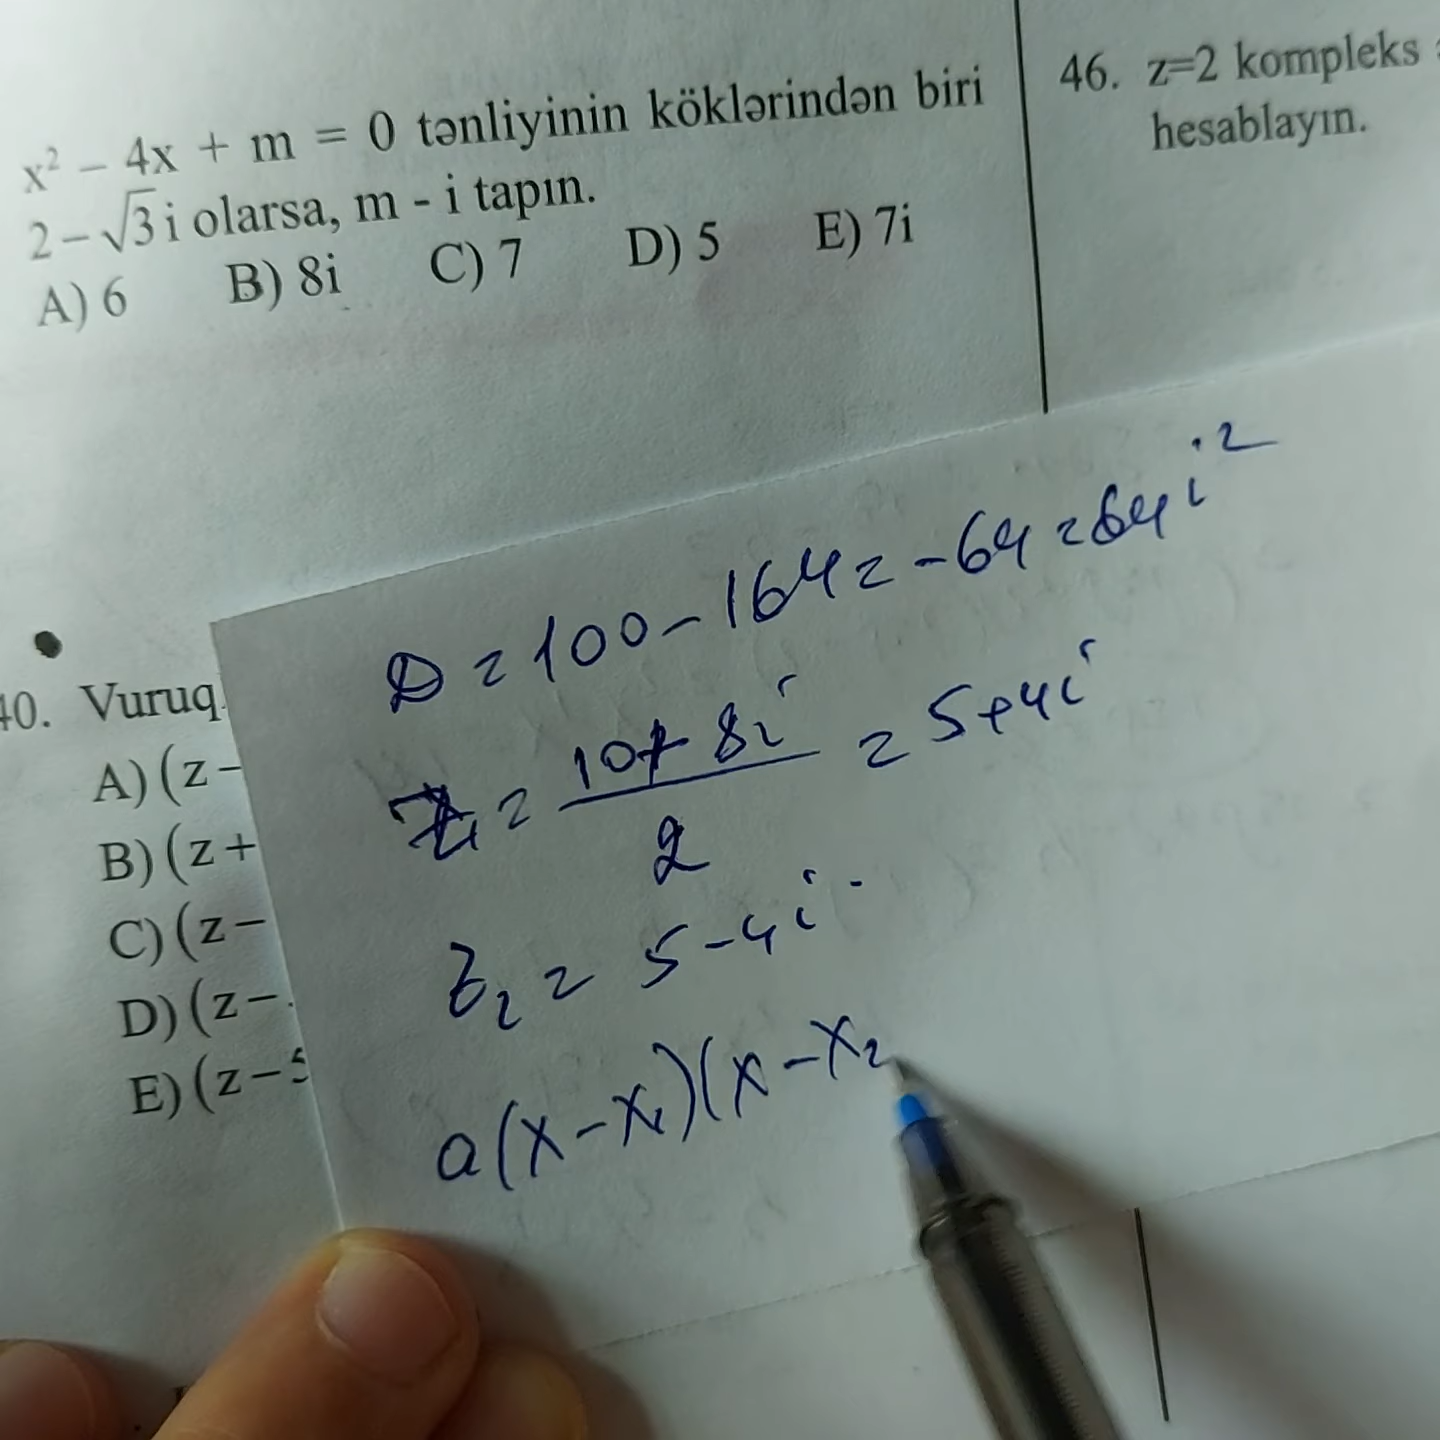 x² – 4x + m = 0 tənliyinin köklərindən biri
2 – √3 i olarsa, m - i tapın.
A) 6 B) 8i C) 7 D) 5 E) 7i
46. z=2 kompleks
hesablayın.
D = 100 - 164 = -64 = 64i²
z₁ = (10 + 8i)/2 = 5+4i
z₂ = 5-4i
a(x-x₁)(x-x₂
40. Vuruq
A) (z –
B) (z +
C) (z –
D) (z –
E) (z – 5